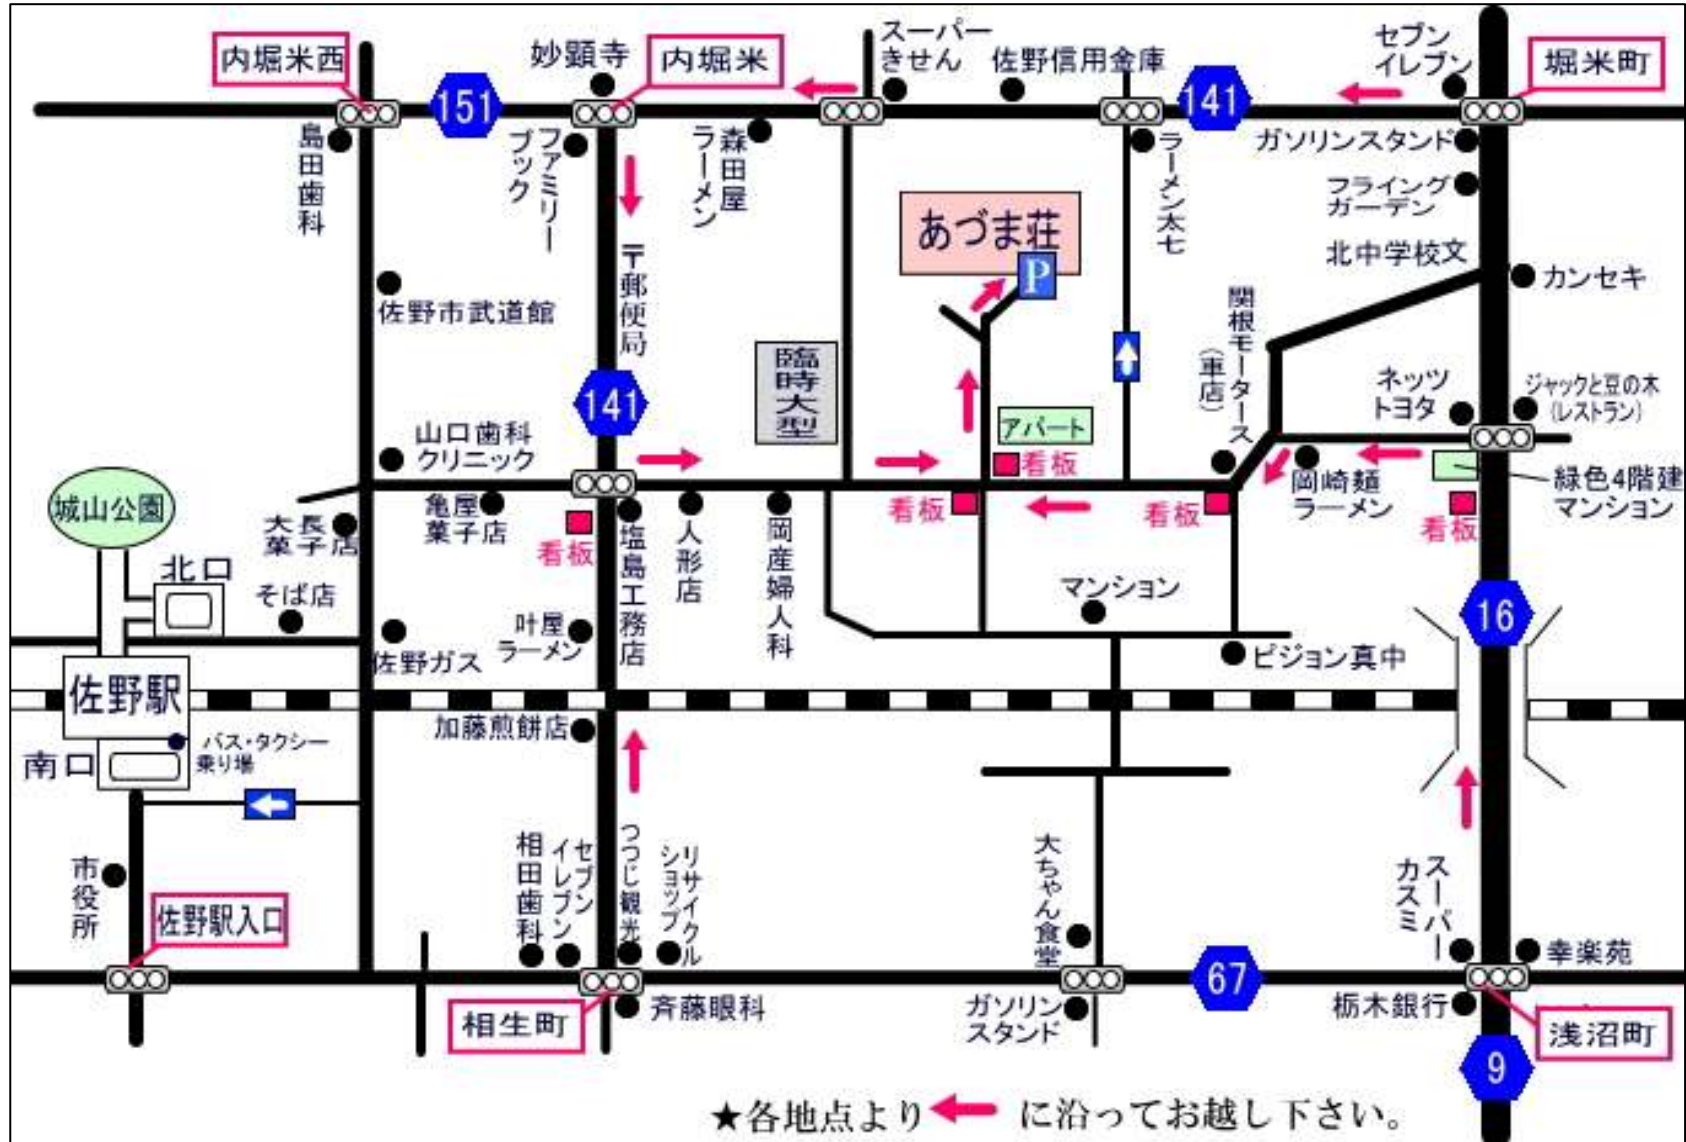 内堀米西
151
妙顕寺
内堀米
スーパー
きせん
佐野信用金庫
141
セブン
イレブン
堀米町
島田歯科
ファミリー
ブック
森田屋
ラーメン
ラーメン太七
ガソリンスタンド
フライング
ガーデン
北中学校文
カンセキ
あづま荘
P
佐野市武道館
〒郵便局
臨時大型
関根モータース
(車店)
ネッツ
トヨタ
ジャックと豆の木
(レストラン)
141
山口歯科
クリニック
アパート
看板
城山公園
大長
菓子店
亀屋
菓子店
看板
塩島工務店
人形店
岡産婦人科
看板
看板
岡崎麺
ラーメン
看板
緑色4階建
マンション
北口
そば店
佐野ガス
叶屋
ラーメン
マンション
ピジョン真中
16
佐野駅
南口
バス・タクシー
乗り場
加藤煎餅店
市役所
佐野駅入口
相田歯科
セブン
イレブン
つつじ観光
リサイクル
ショップ
大ちゃん食堂
スーパー
カスミ
幸楽苑
相生町
斉藤眼科
ガソリン
スタンド
67
栃木銀行
浅沼町
9
★各地点より に沿ってお越し下さい。